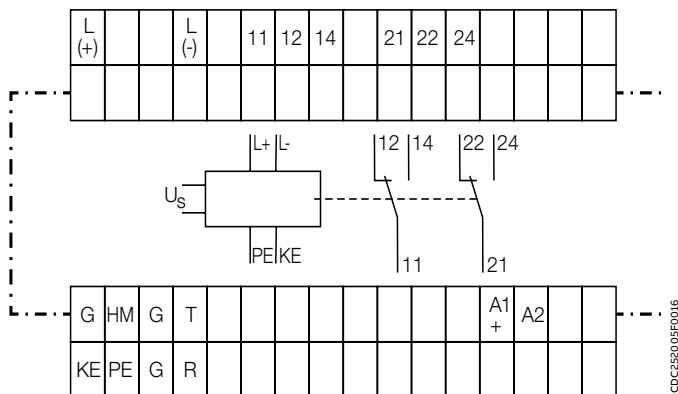 L (+) L (-) 11 12 14 21 22 24
L+ L- 12 14 22 24
U_S
PE KE 11 21
G HM G T A1 + A2
KE PE G R
CDC252005F0016